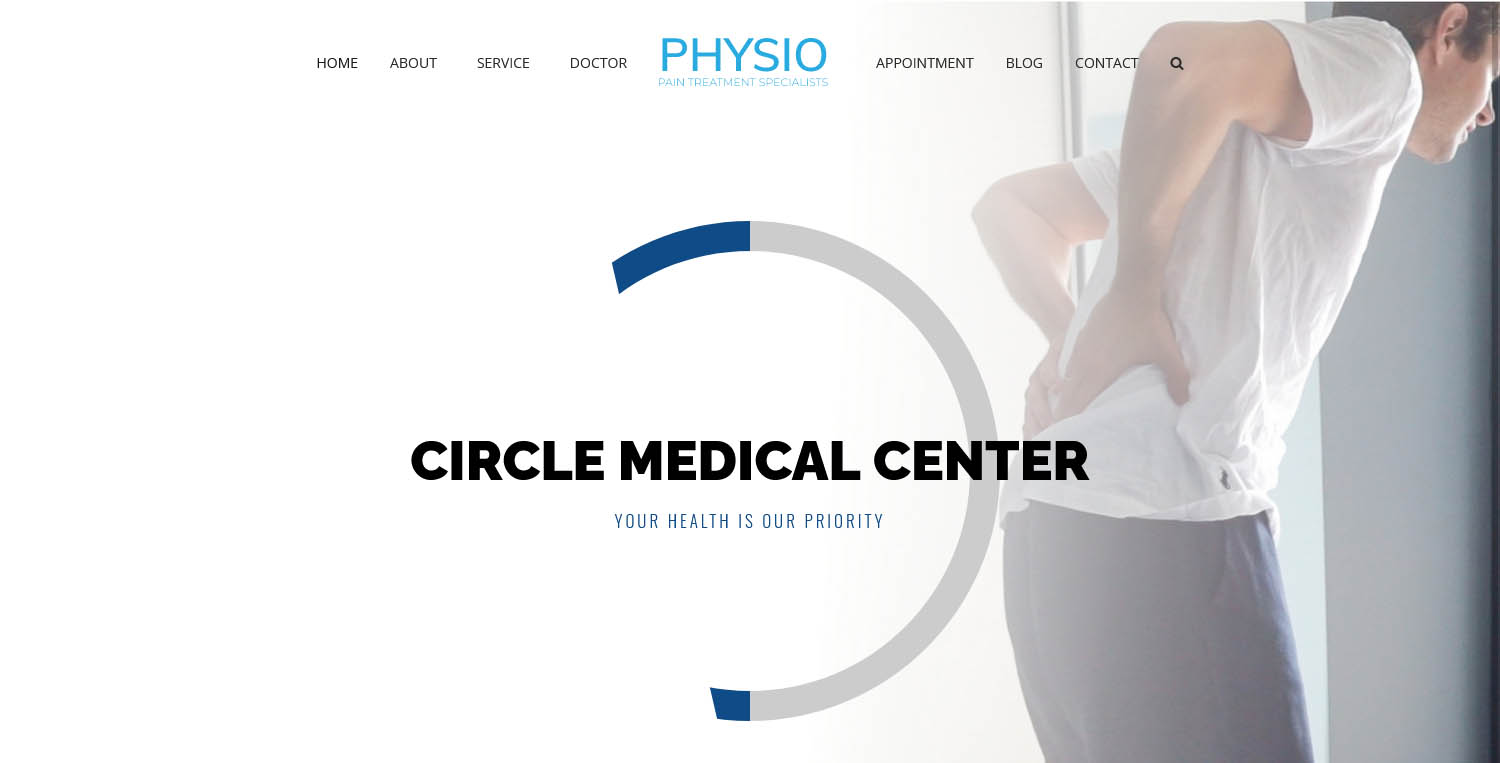 HOME ABOUT SERVICE DOCTOR
PHYSIO
PAIN TREATMENT SPECIALISTS
APPOINTMENT BLOG CONTACT
CIRCLE MEDICAL CENTER
YOUR HEALTH IS OUR PRIORITY